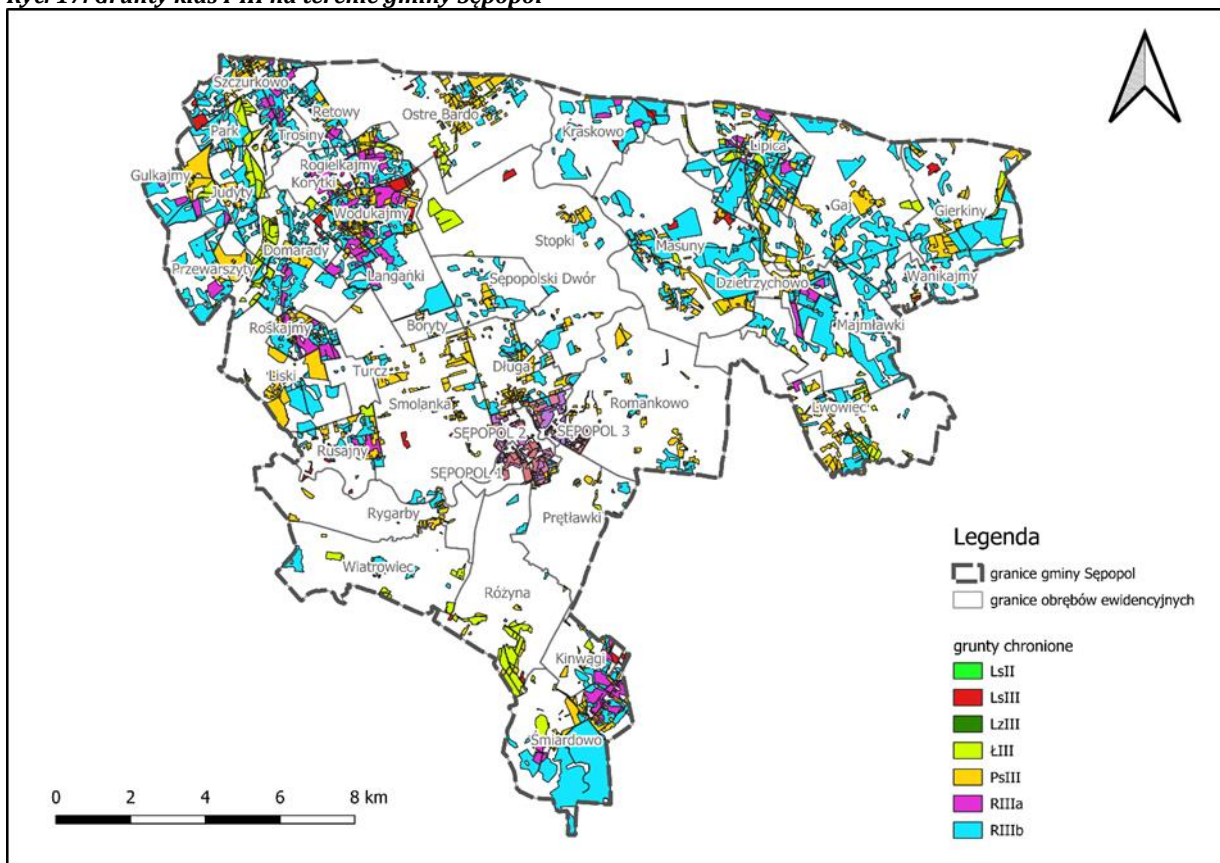 Ryc. 17. Grunty klas I-III na terenie gminy Sępopol
Szczurkowo
Retowy
Ostre Bardo
Park
Trosiny
Kraskowo
Lipica
Rogielkajmy
Gulkajmy
Korytki
Judyty
Wodukajmy
Gaj
Gierkiny
Stopki
Masuny
Domarady
Przewarszyty
Langanki
Sępopolski Dwór
Dzietrzychowo
Wanikajmy
Boryty
Majmławki
Roskajmy
Liski
Turcz
Długa
Smolanka
Romankowo
Lwowiec
SĘPOPOL 2
SĘPOPOL 3
Rusajny
SĘPOPOL 1
Rygarby
Prętławki
Wiatrowiec
Różyna
Kinwągi
Śmiardowo
Legenda
granice gminy Sępopol
granice obrębów ewidencyjnych
grunty chronione
LsII
LsIII
LzIII
ŁIII
PsIII
RIIIa
RIIIb
0 2 4 6 8 km